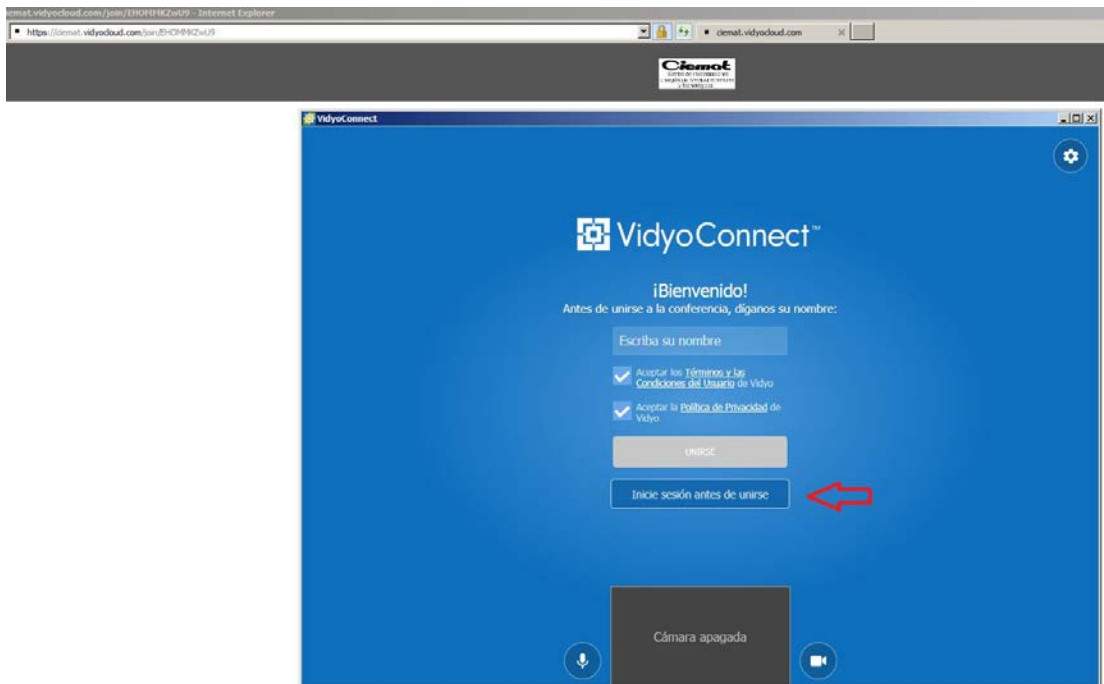 emat.vidyocloud.com/join/EHOMMKZwU9 - Internet Explorer
https://ciemat.vidyocloud.com/join/EHOMMKZwU9
ciemat.vidyocloud.com
Ciemat
VidyoConnect
VidyoConnect™
¡Bienvenido!
Antes de unirse a la conferencia, díganos su nombre:
Escriba su nombre
Aceptar los Términos y las
Condiciones del Usuario de Vidyo
Aceptar la Política de Privacidad de
Vidyo
UNIRSE
Inicie sesión antes de unirse
Cámara apagada